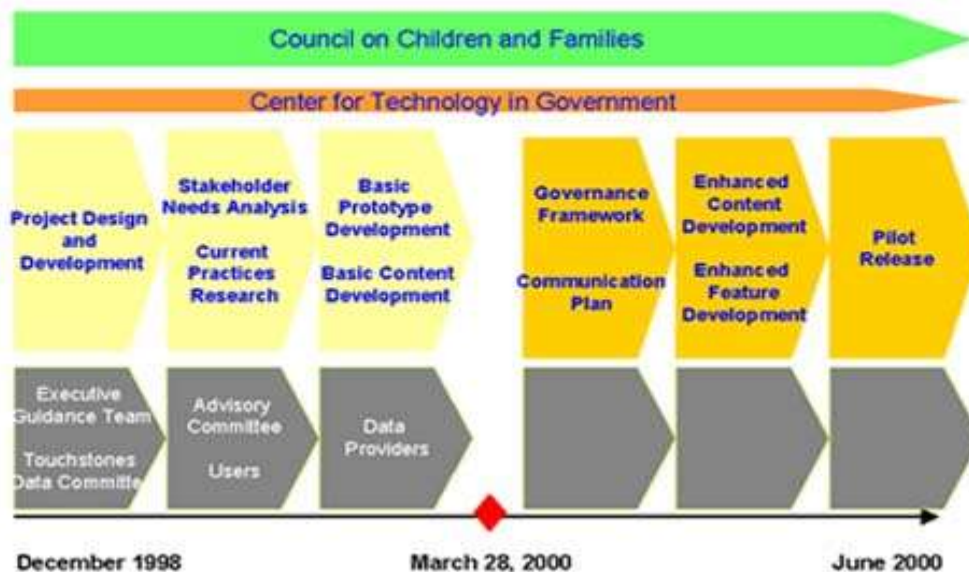 Council on Children and Families
Center for Technology in Government
Project Design
and
Development
Stakeholder
Needs Analysis
Current
Practices
Research
Basic
Prototype
Development
Basic Content
Development
Governance
Framework
Communication
Plan
Enhanced
Content
Development
Enhanced
Feature
Development
Pilot
Release
Executive
Guidance Team
Touchstones
Data Committe
Advisory
Committee
Users
Data
Providers
December 1998
March 28, 2000
June 2000